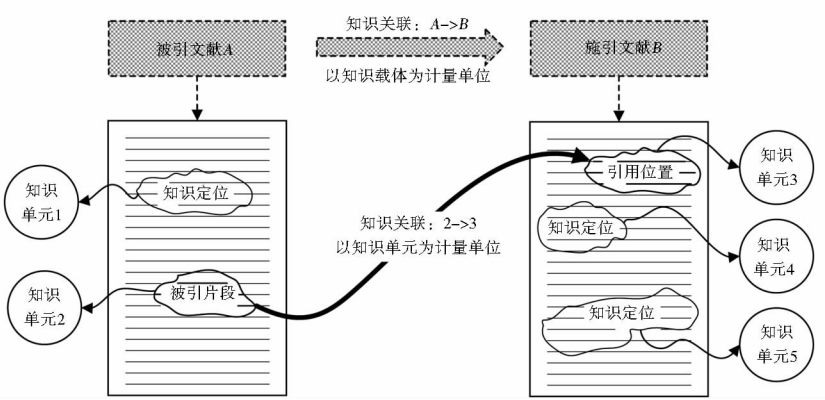 被引文献A
知识关联：A->B
以知识载体为计量单位
施引文献B
知识定位
知识
单元1
被引片段
知识
单元2
知识关联：2->3
以知识单元为计量单位
引用位置
知识
单元3
知识定位
知识
单元4
知识定位
知识
单元5